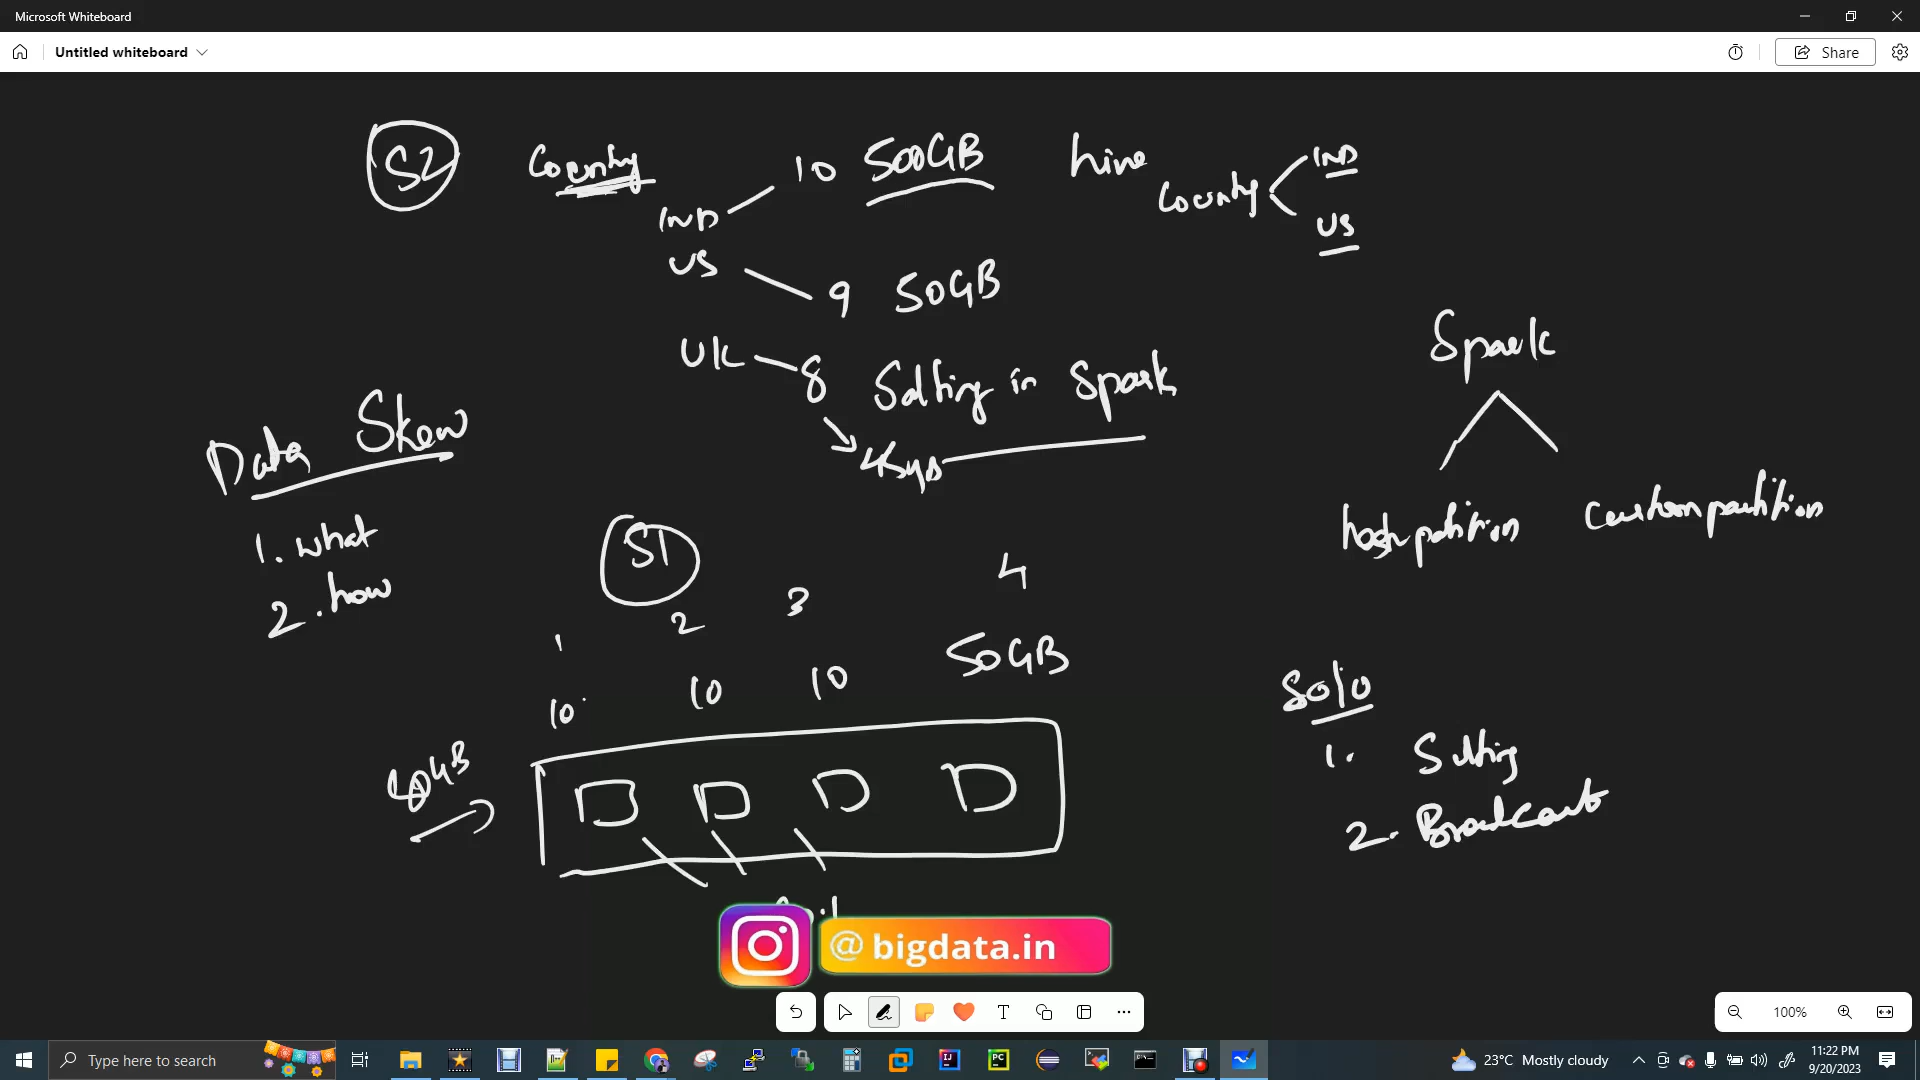 Microsoft Whiteboard
Untitled whiteboard
Share
S2
Country
10 500GB
hive
Country
IND
US
IND
US
9 50GB
UK
8 Salting in Spark
Data Skew
1. what
2. how
Spark
hash partition
custom partition
S1
1 2 3 4
10 10 10 50GB
Soln
1. Salting
2. Broadcast
@ bigdata.in
100%
Type here to search
23°C Mostly cloudy
11:22 PM
9/20/2023